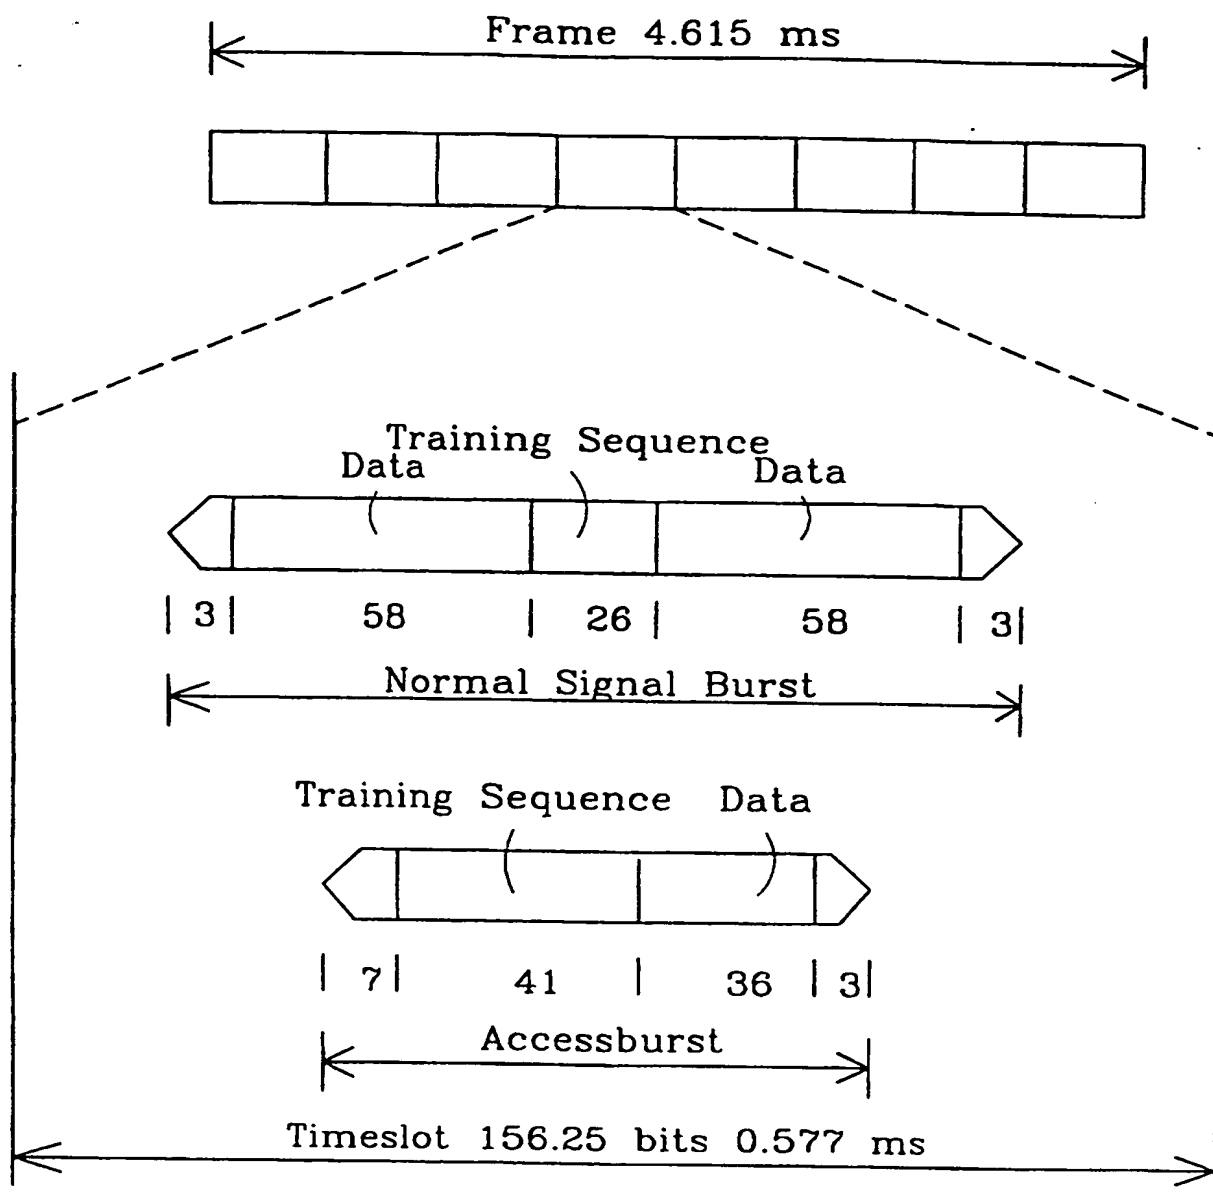 Frame 4.615 ms
Training Sequence
Data Data
3 58 26 58 3
Normal Signal Burst
Training Sequence Data
7 41 36 3
Accessburst
Timeslot 156.25 bits 0.577 ms